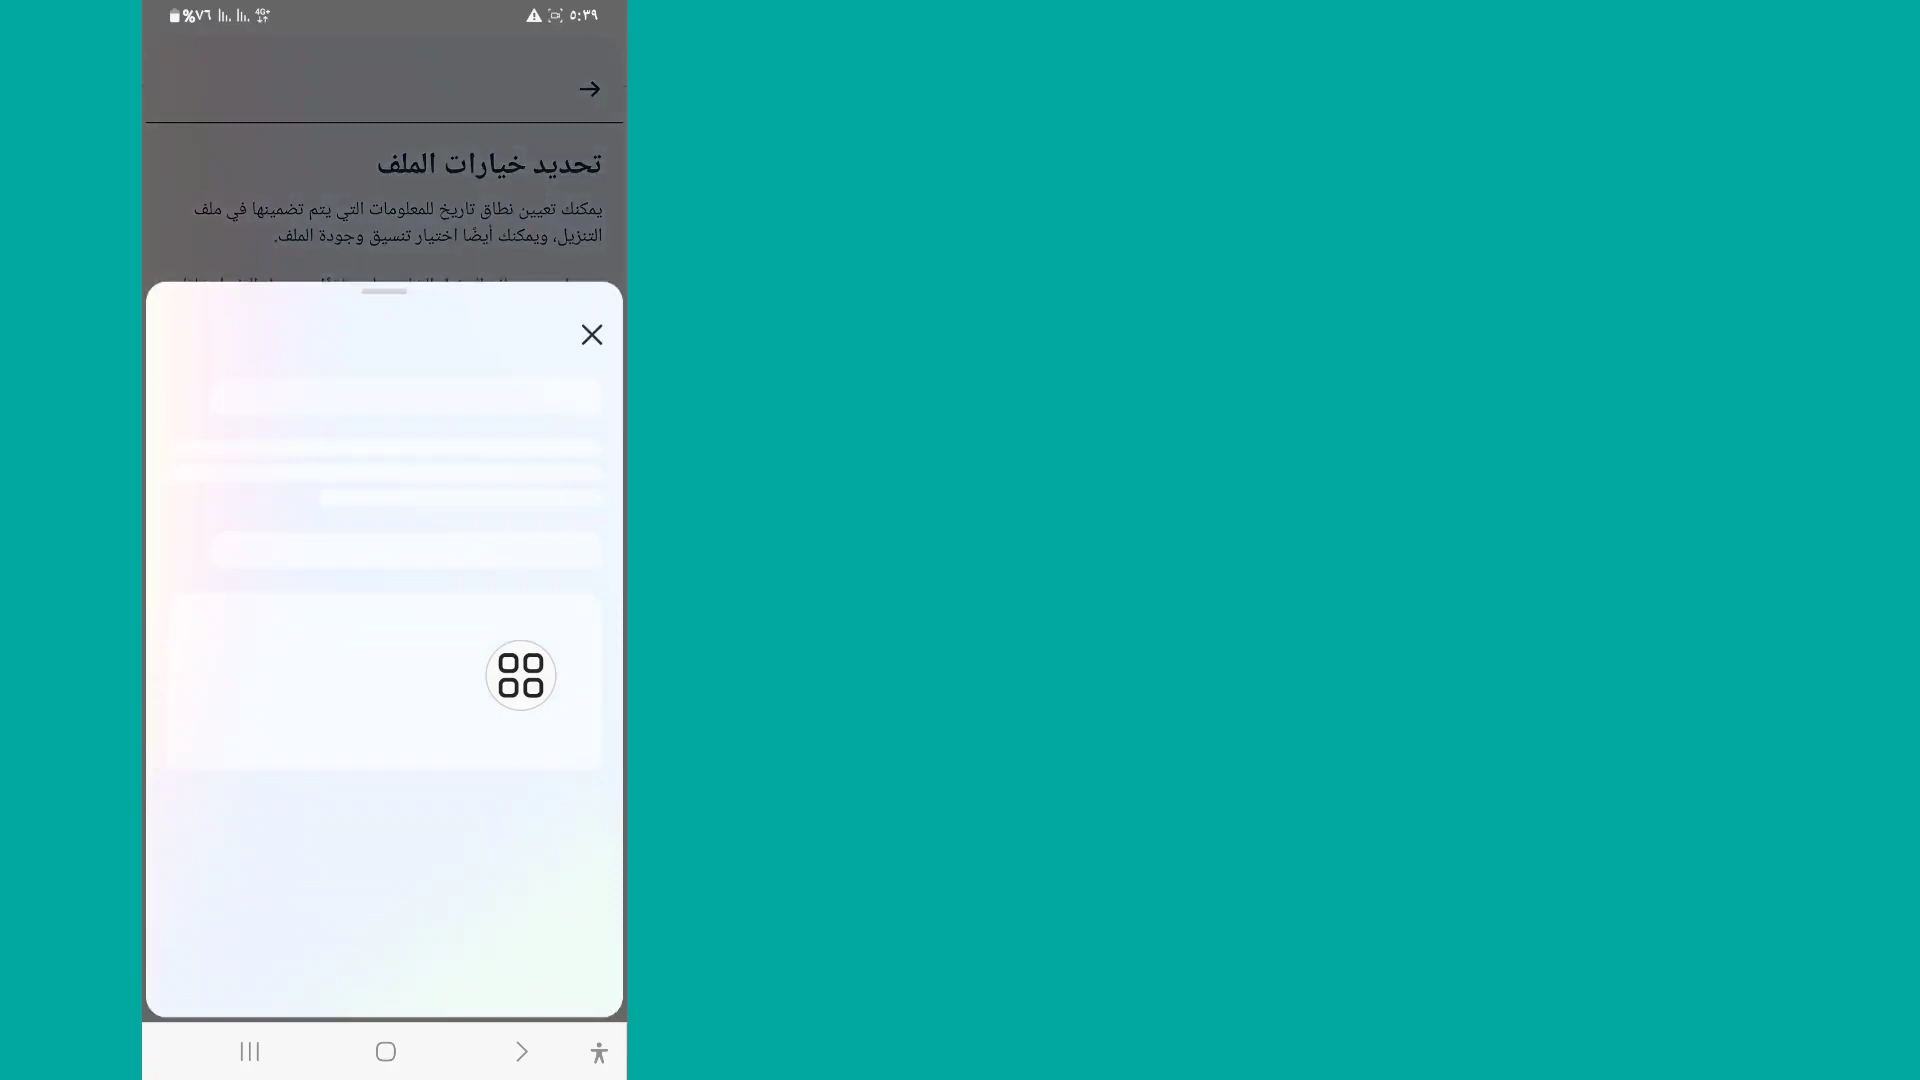 %٧٦ 4G+ ٥:٣٩
تحديد خيارات الملف
يمكنك تعيين نطاق تاريخ للمعلومات التي يتم تضمينها في ملف
التنزيل، ويمكنك أيضًا اختيار تنسيق وجودة الملف.